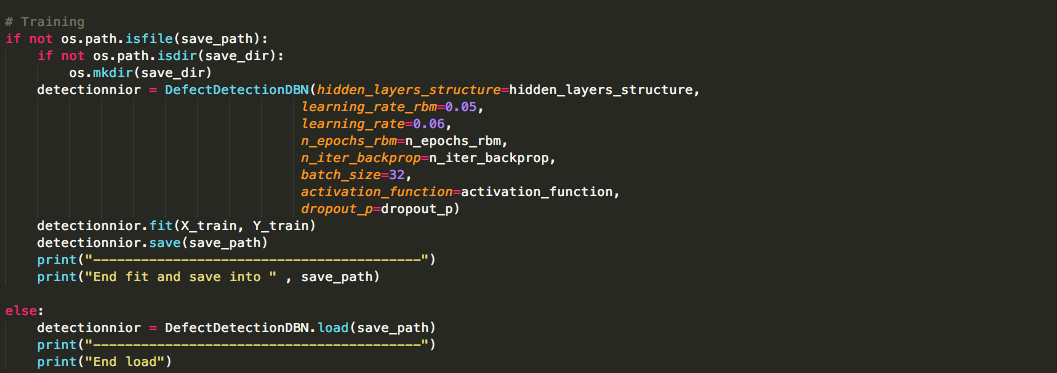 # Training
if not os.path.isfile(save_path):
    if not os.path.isdir(save_dir):
        os.mkdir(save_dir)
    detectionnior = DefectDetectionDBN(hidden_layers_structure=hidden_layers_structure,
                                     learning_rate_rbm=0.05,
                                     learning_rate=0.06,
                                     n_epochs_rbm=n_epochs_rbm,
                                     n_iter_backprop=n_iter_backprop,
                                     batch_size=32,
                                     activation_function=activation_function,
                                     dropout_p=dropout_p)
    detectionnior.fit(X_train, Y_train)
    detectionnior.save(save_path)
    print("-----------------------------------------")
    print("End fit and save into " , save_path)
else:
    detectionnior = DefectDetectionDBN.load(save_path)
    print("-----------------------------------------")
    print("End load")